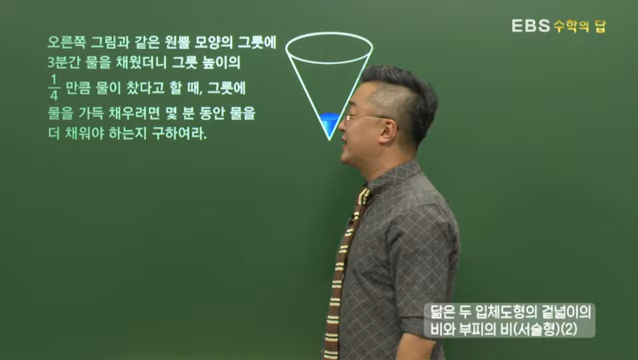 EBS 수학의 답
오른쪽 그림과 같은 원뿔 모양의 그릇에
3분간 물을 채웠더니 그릇 높이의
1/4 만큼 물이 찼다고 할 때, 그릇에
물을 가득 채우려면 몇 분 동안 물을
더 채워야 하는지 구하여라.
닮은 두 입체도형의 겉넓이의
비와 부피의 비(서술형)(2)